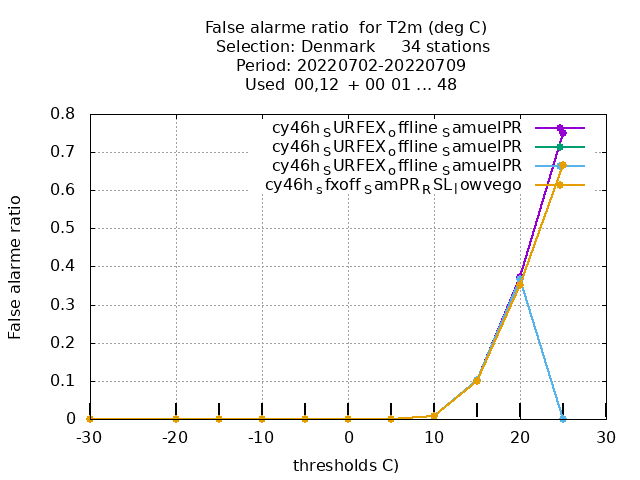 False alarme ratio  for T2m (deg C)
Selection: Denmark     34 stations
Period: 20220702-20220709
Used  00,12  + 00 01 ... 48
cy46h_SURFEX_offline_SamuelPR
cy46h_SURFEX_offline_SamuelPR
cy46h_SURFEX_offline_SamuelPR
cy46h_sfxoff_SamPR_RSL_lowvego
False alarme ratio
0.8
0.7
0.6
0.5
0.4
0.3
0.2
0.1
0
-30 -20 -10 0 10 20 30
thresholds C)